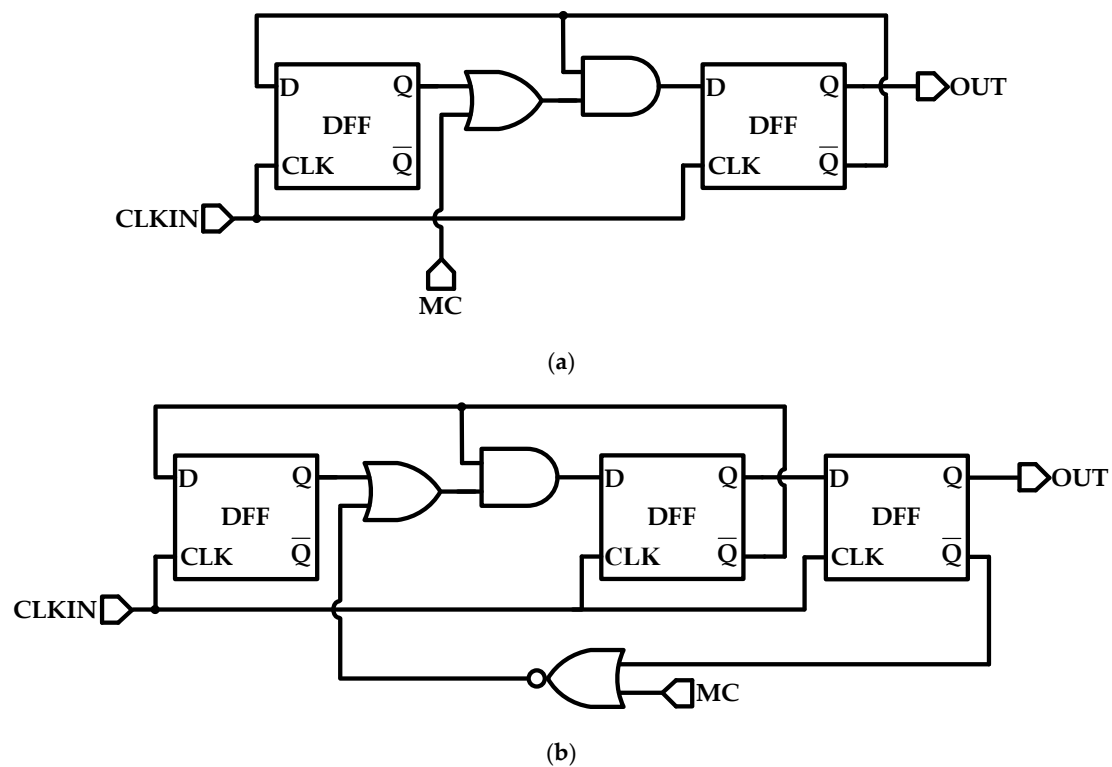 D Q D Q OUT
DFF DFF
CLK Q̅ CLK Q̅
CLKIN
MC
(a)
D Q D Q D Q OUT
DFF DFF DFF
CLK Q̅ CLK Q̅ CLK Q̅
CLKIN
MC
(b)